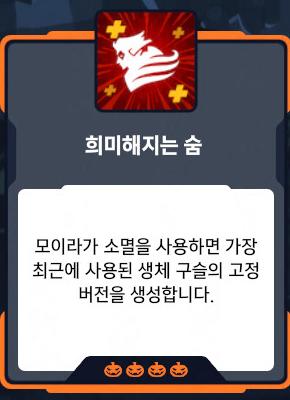 희미해지는 숨
모이라가 소멸을 사용하면 가장
최근에 사용된 생체 구슬의 고정
버전을 생성합니다.